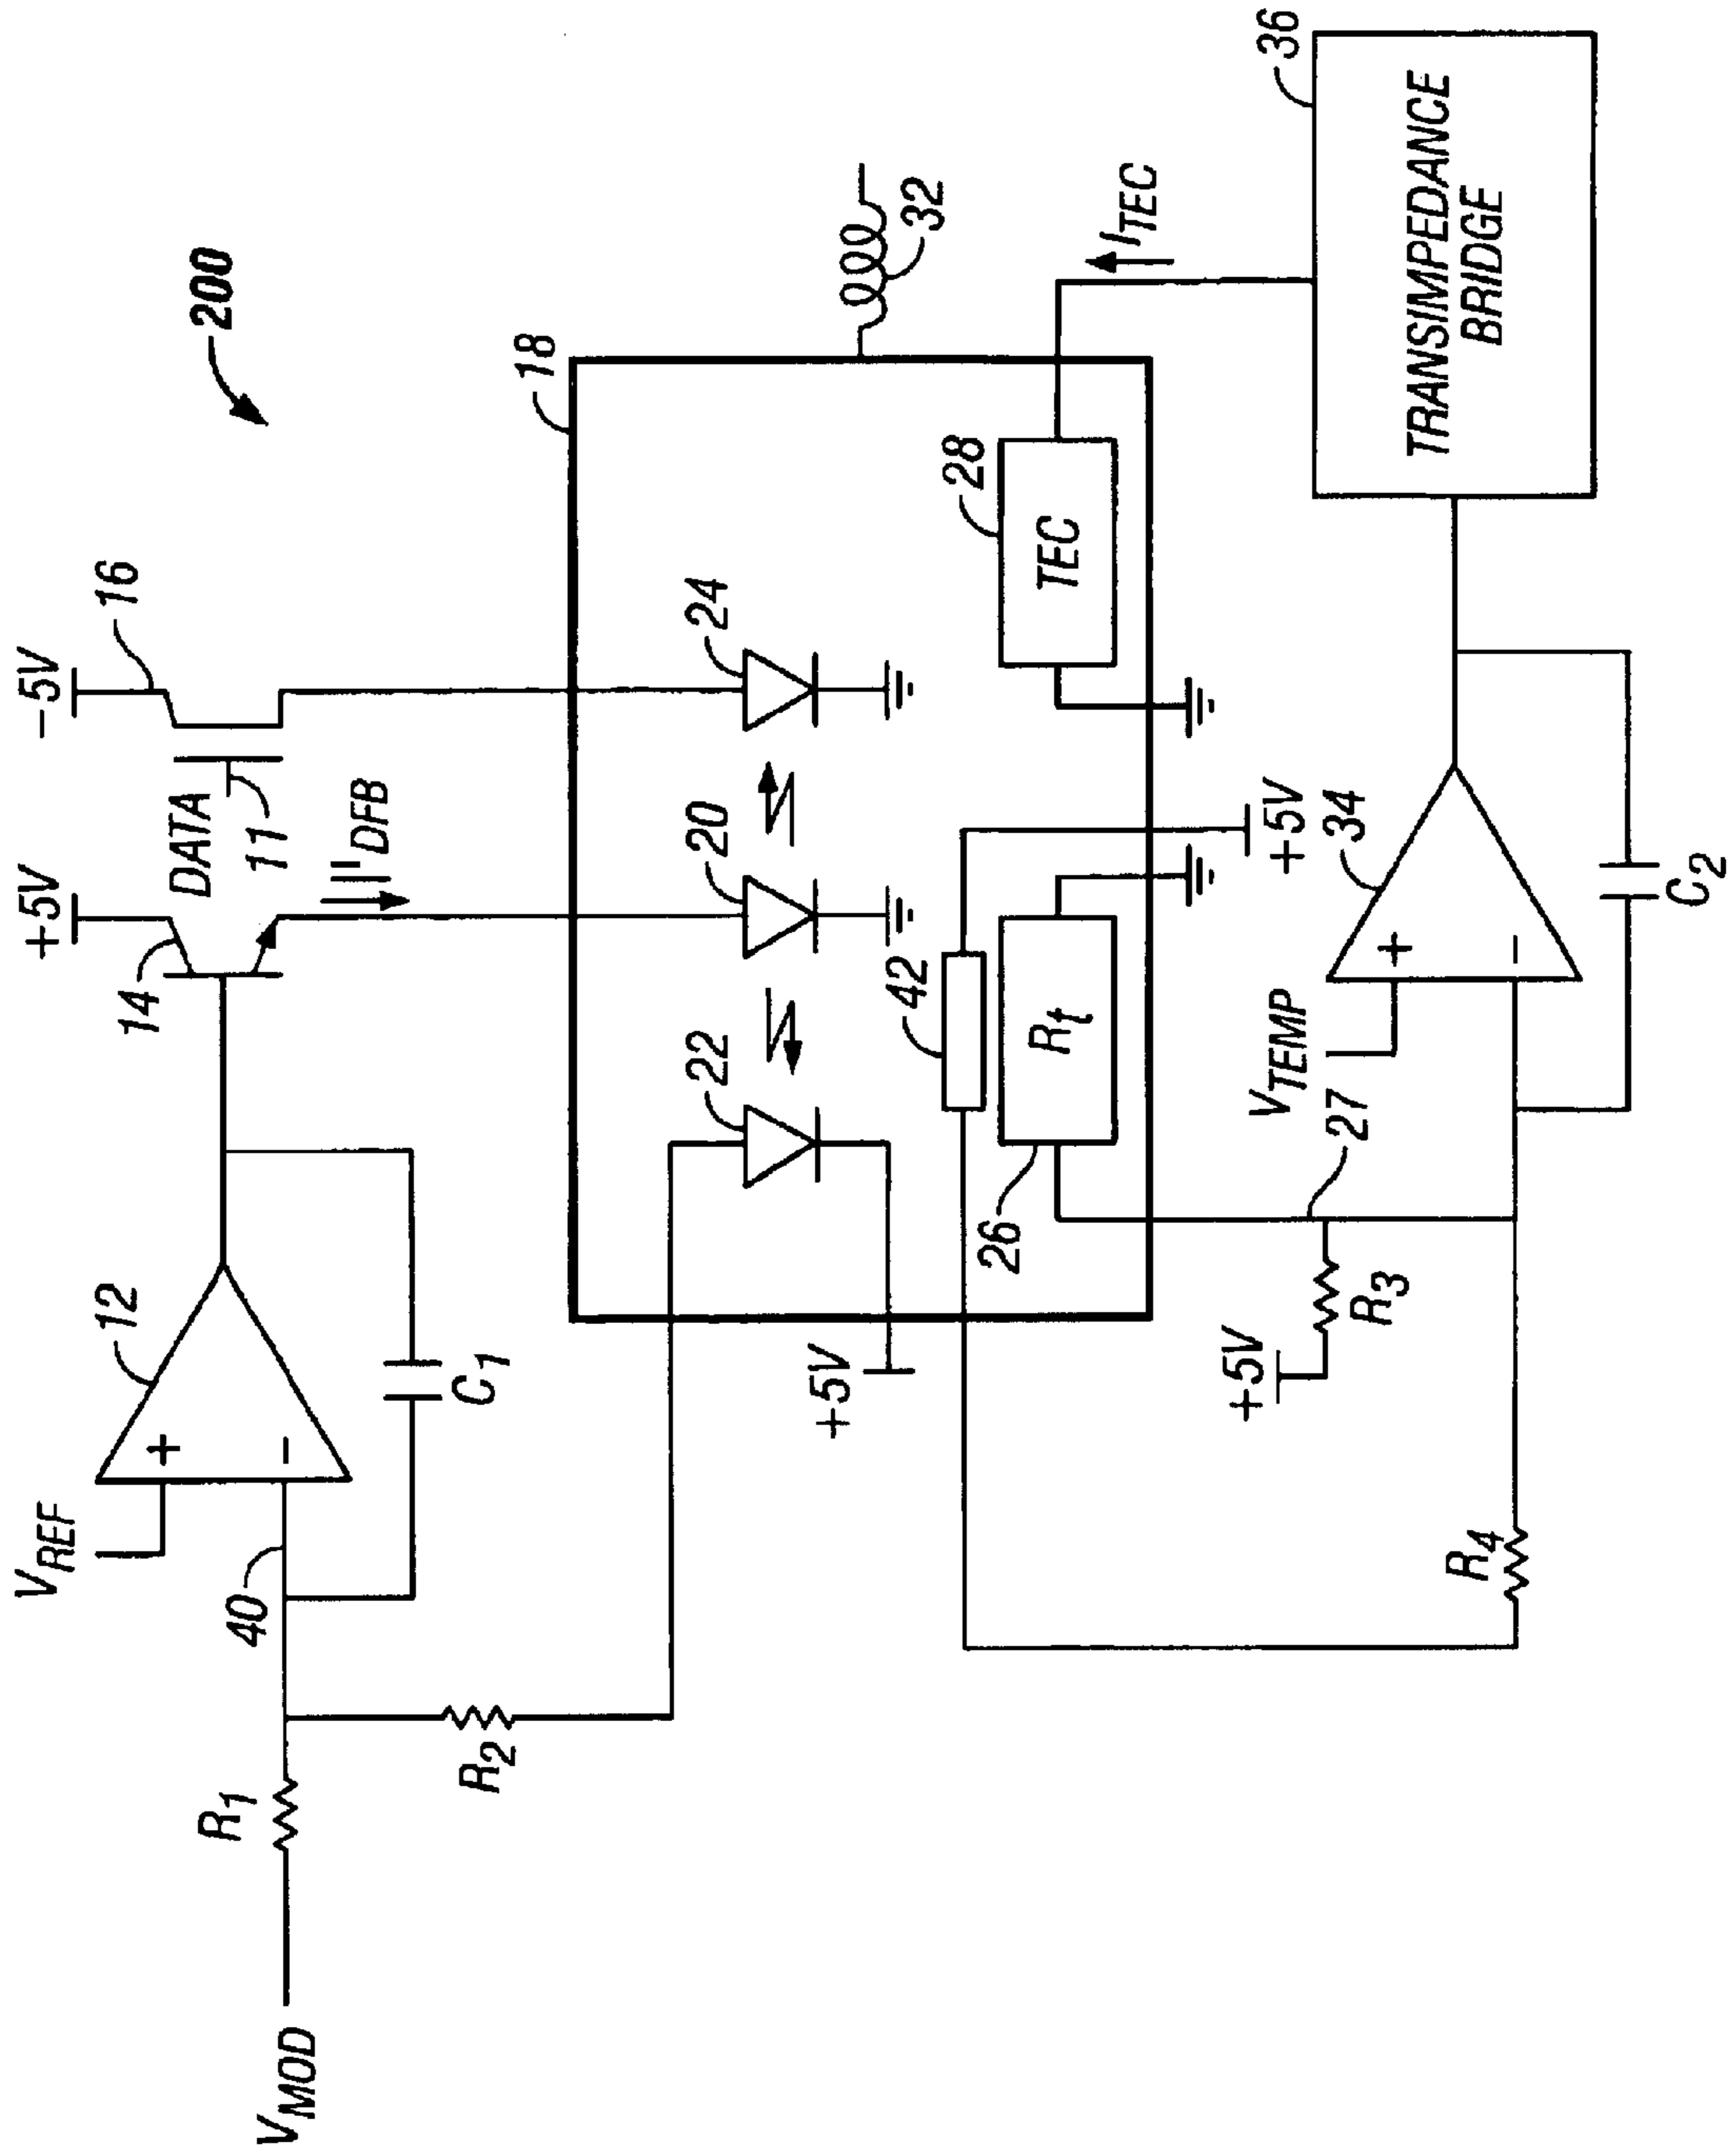 200
+5V
-5V
16
14
DATA
11
I_DFB
V_REF
12
+
-
40
C_1
V_MOD
R_1
R_2
18
22
20
24
+5V
32
42
28
TEC
R_t
26
+5V
I_TEC
36
TRANSIMPEDANCE
BRIDGE
V_TEMP
27
34
+
-
+5V
R_3
R_4
C_2